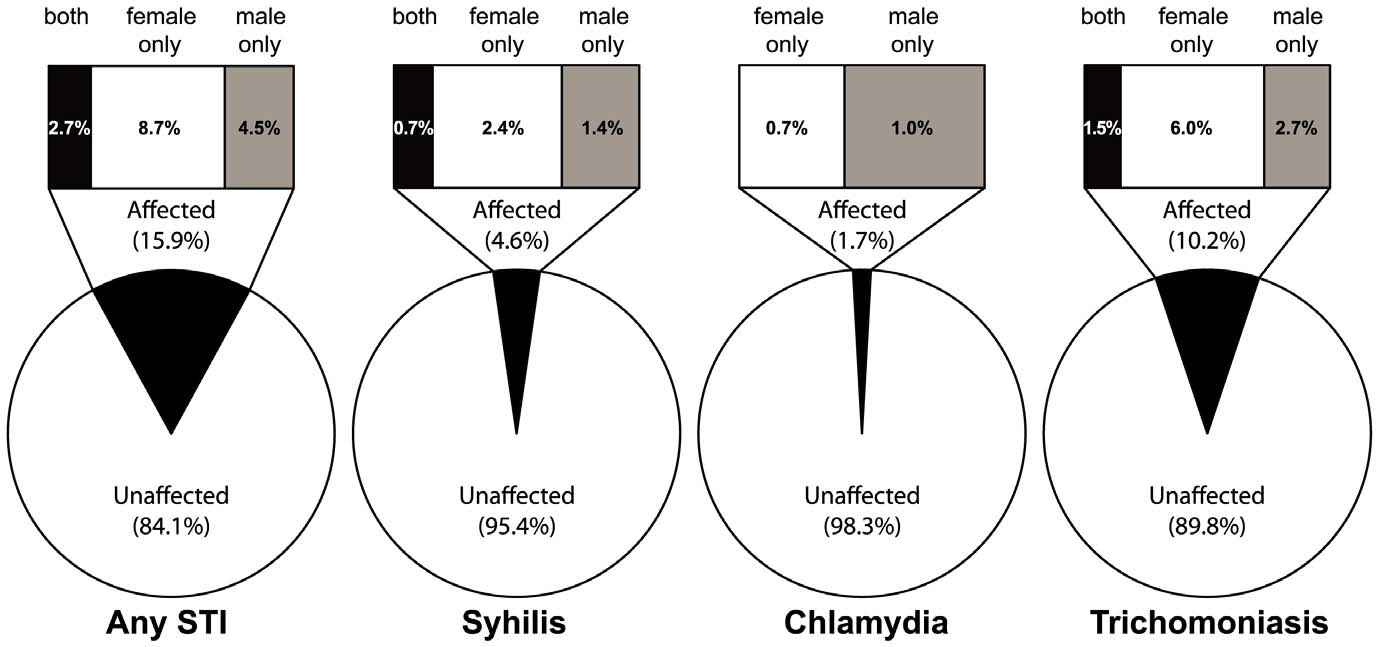 both female only male only
2.7% 8.7% 4.5%
Affected
(15.9%)
Unaffected
(84.1%)
Any STI
both female only male only
0.7% 2.4% 1.4%
Affected
(4.6%)
Unaffected
(95.4%)
Syhilis
female only male only
0.7% 1.0%
Affected
(1.7%)
Unaffected
(98.3%)
Chlamydia
both female only male only
1.5% 6.0% 2.7%
Affected
(10.2%)
Unaffected
(89.8%)
Trichomoniasis